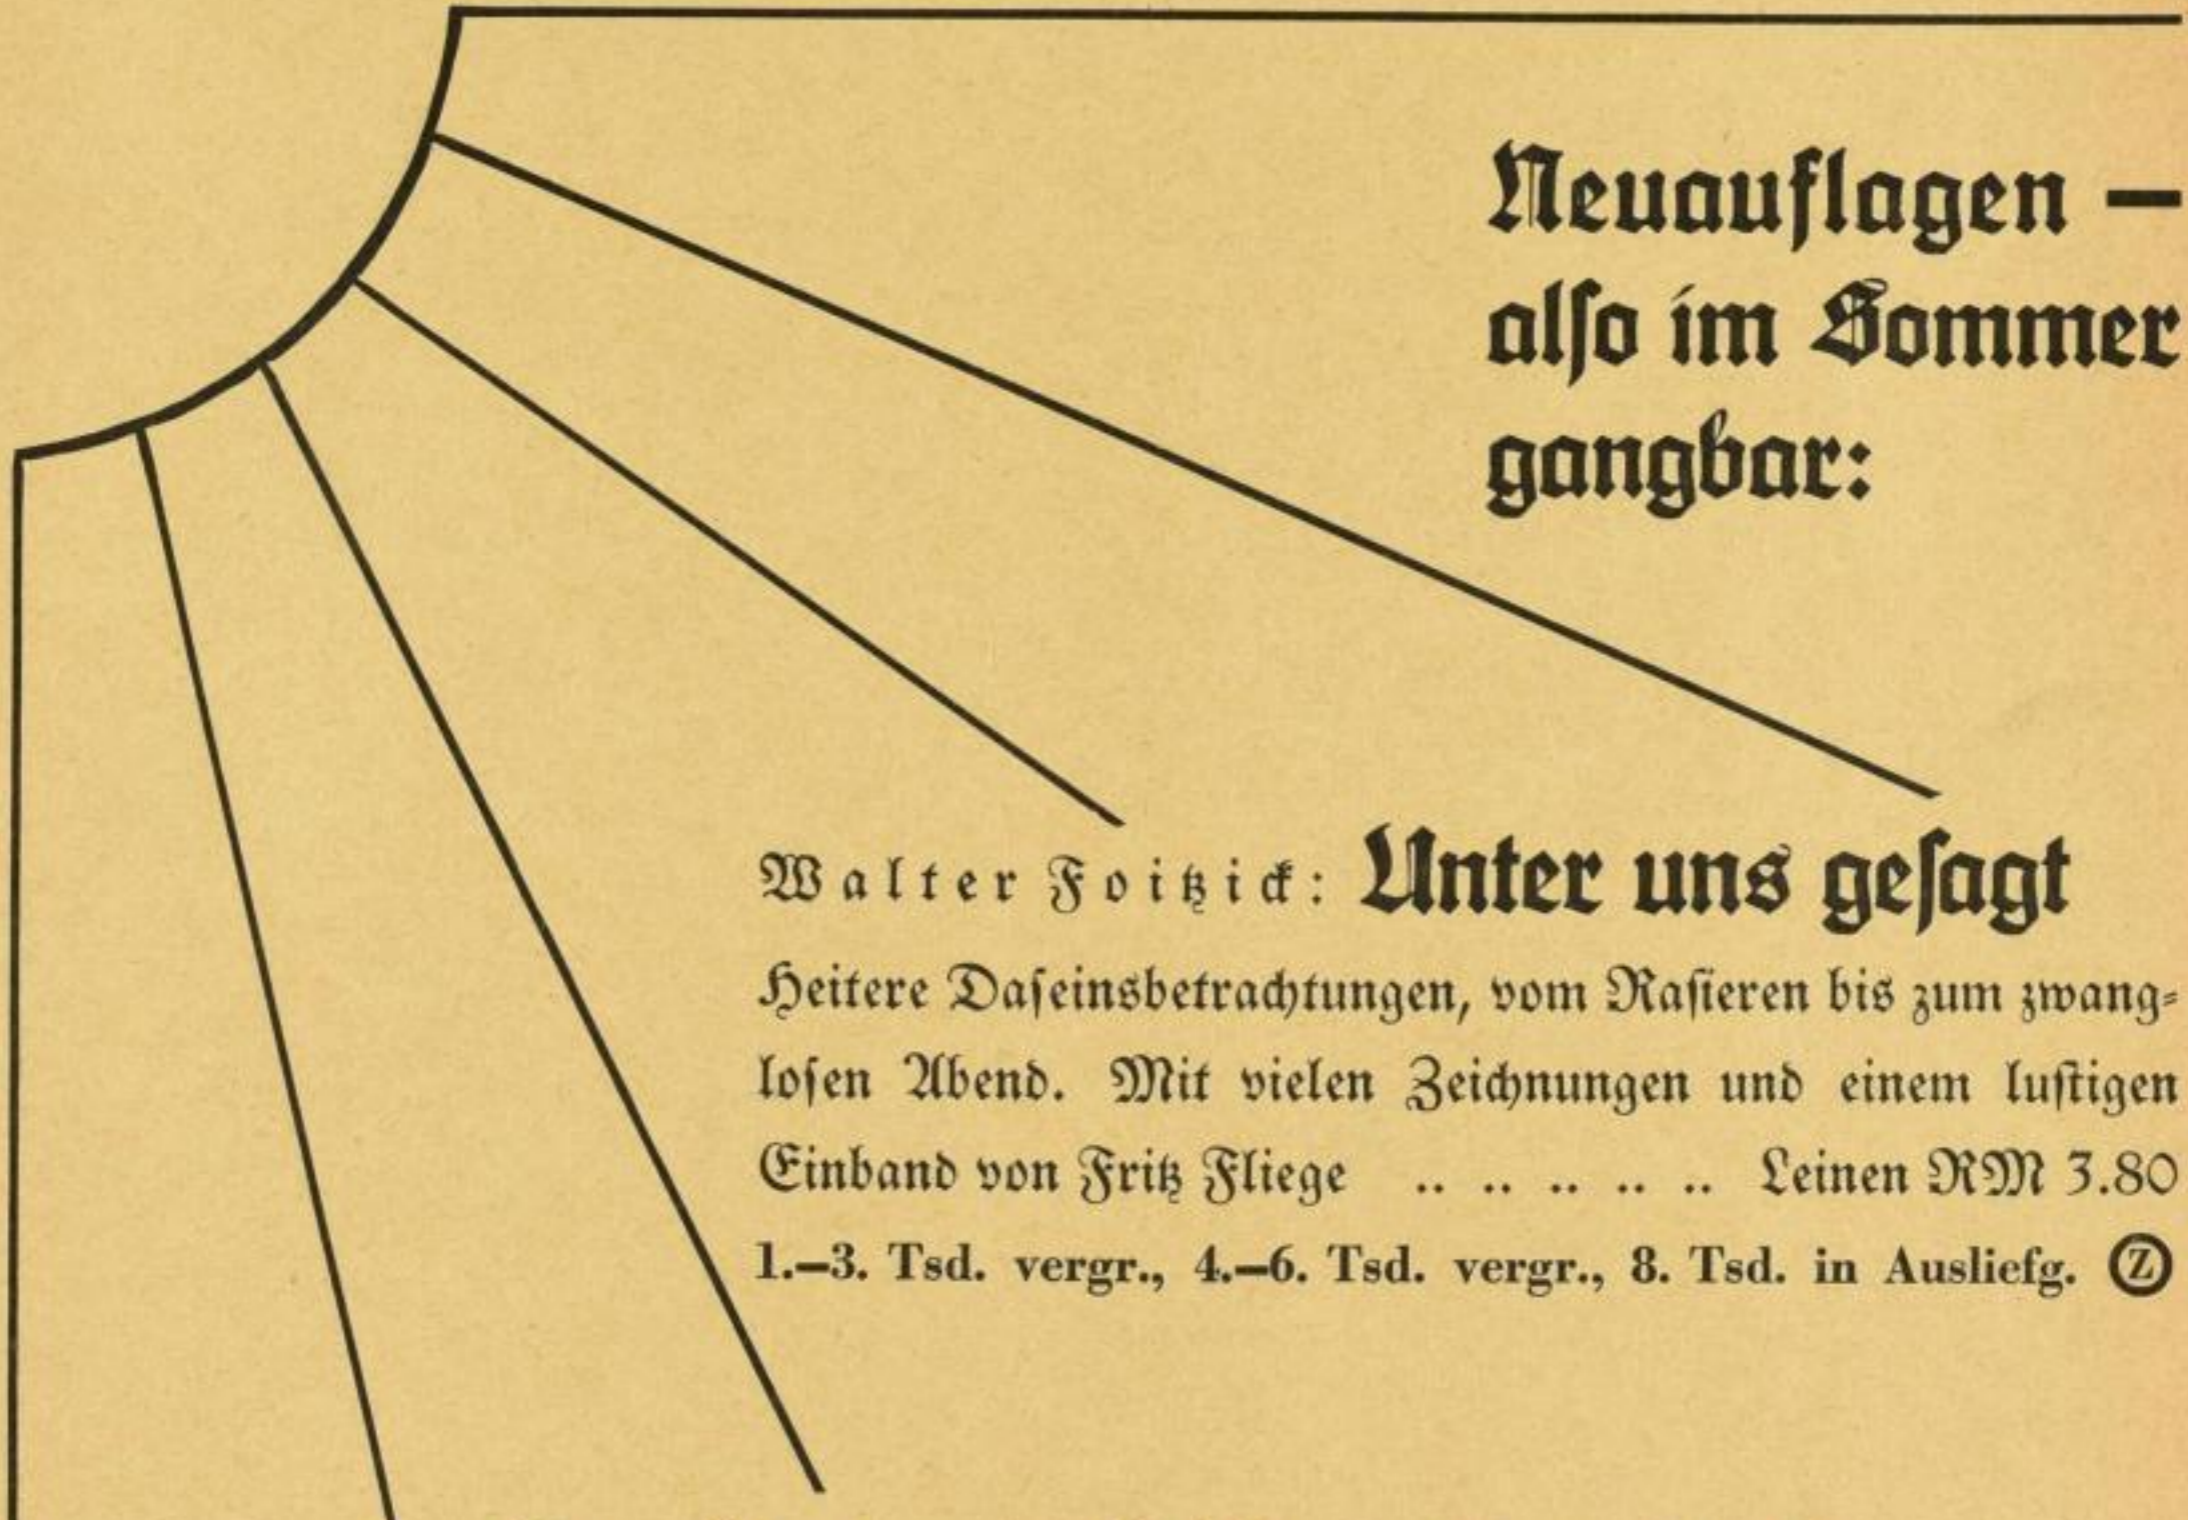 Neuauflagen —
also im Sommer
gangbar:
Walter Foitzick: Unter uns gesagt
Heitere Daseinsbetrachtungen, vom Rasieren bis zum zwang-
losen Abend. Mit vielen Zeichnungen und einem lustigen
Einband von Fritz Fliege .. .. .. .. .. Leinen RM 3.80
1.—3. Tsd. vergr., 4.—6. Tsd. vergr., 8. Tsd. in Ausliefg. Ⓩ